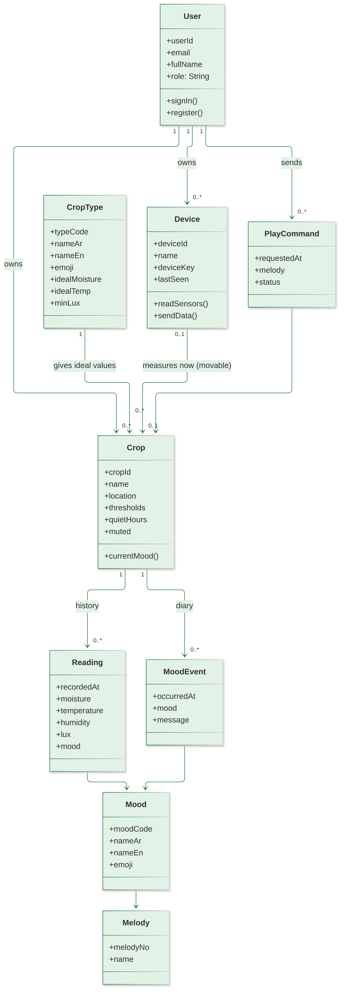 User
+userId
+email
+fullName
+role: String
+signIn()
+register()
1
1
1
owns
sends
0..*
0..*
CropType
+typeCode
+nameAr
+nameEn
+emoji
+idealMoisture
+idealTemp
+minLux
Device
+deviceId
+name
+deviceKey
+lastSeen
+readSensors()
+sendData()
PlayCommand
+requestedAt
+melody
+status
owns
1
0..1
gives ideal values
measures now (movable)
0..*
0..*
0..1
Crop
+cropId
+name
+location
+thresholds
+quietHours
+muted
+currentMood()
1
1
history
diary
0..*
0..*
Reading
+recordedAt
+moisture
+temperature
+humidity
+lux
+mood
MoodEvent
+occurredAt
+mood
+message
Mood
+moodCode
+nameAr
+nameEn
+emoji
Melody
+melodyNo
+name